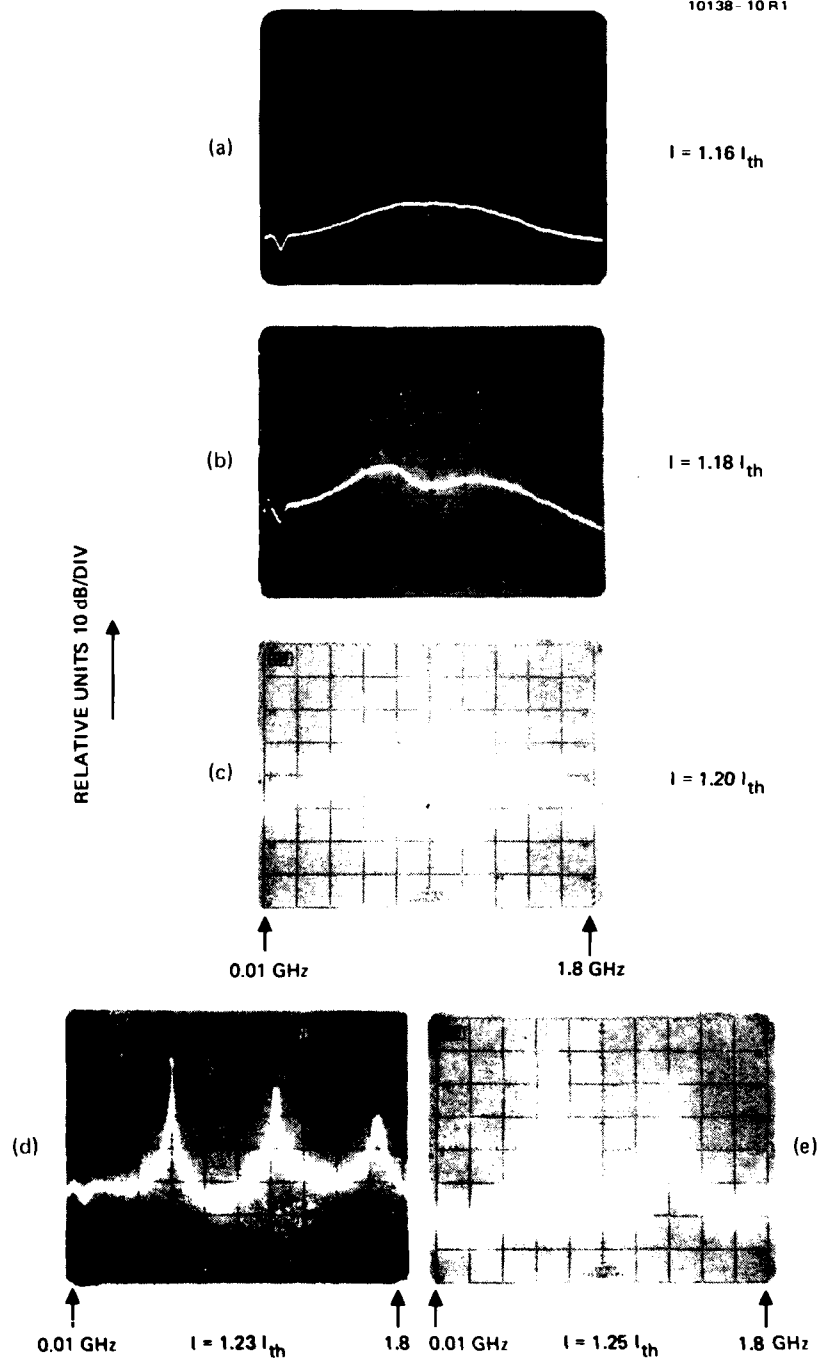 10138-10 R1
(a)
I = 1.16 I_th
(b)
I = 1.18 I_th
RELATIVE UNITS 10 dB/DIV
(c)
I = 1.20 I_th
0.01 GHz
1.8 GHz
(d)
(e)
0.01 GHz
I = 1.23 I_th
1.8
0.01 GHz
I = 1.25 I_th
1.8 GHz